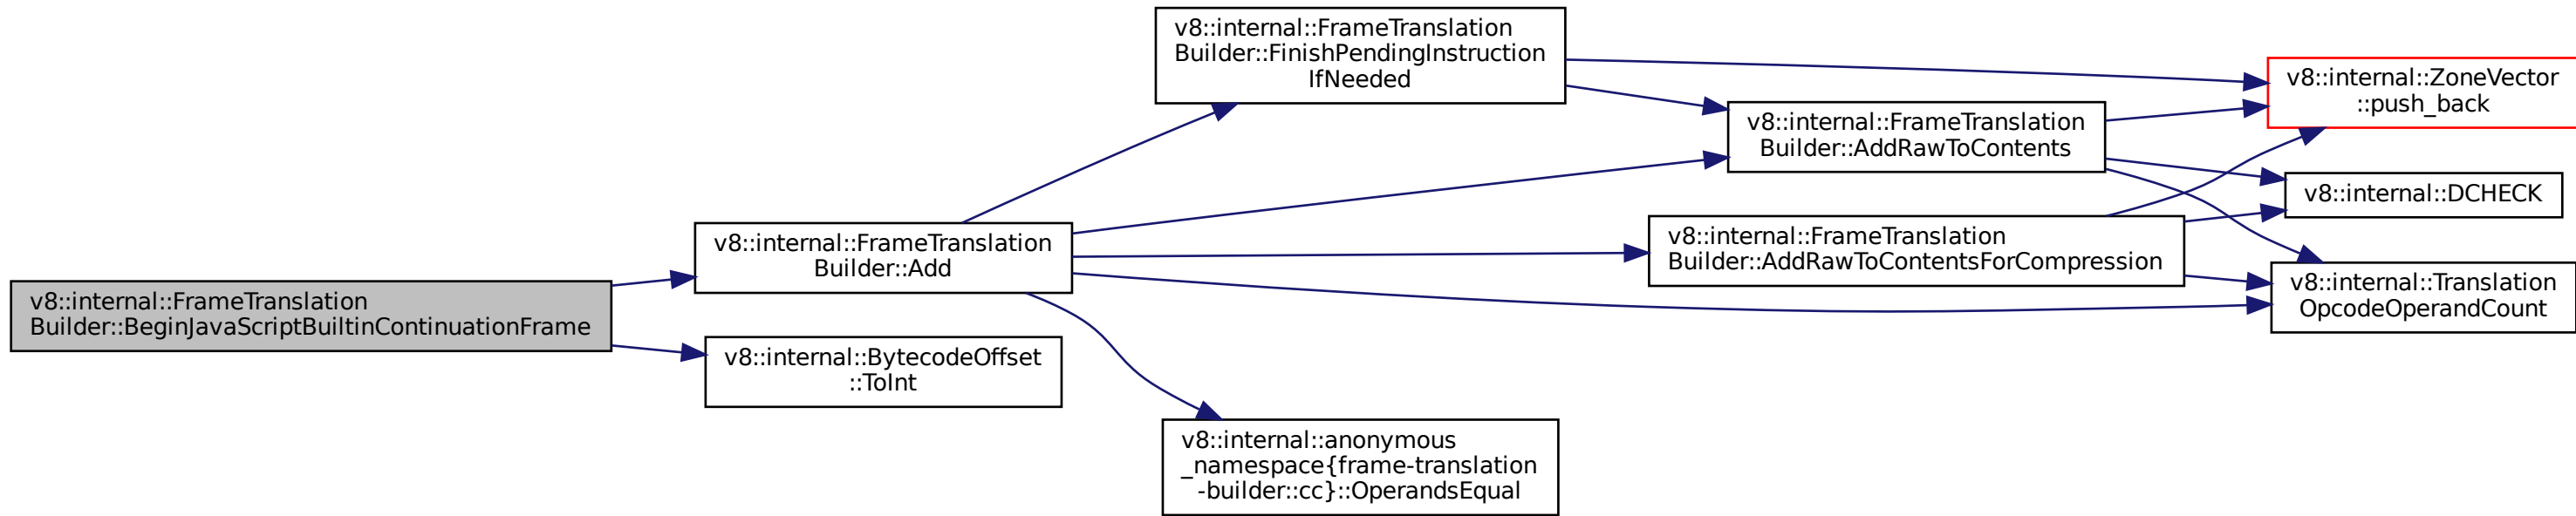 v8::internal::FrameTranslation
Builder::BeginJavaScriptBuiltinContinuationFrame
v8::internal::FrameTranslation
Builder::Add
v8::internal::BytecodeOffset
::ToInt
v8::internal::FrameTranslation
Builder::FinishPendingInstruction
IfNeeded
v8::internal::anonymous
_namespace{frame-translation
-builder::cc}::OperandsEqual
v8::internal::FrameTranslation
Builder::AddRawToContents
v8::internal::FrameTranslation
Builder::AddRawToContentsForCompression
v8::internal::ZoneVector
::push_back
v8::internal::DCHECK
v8::internal::Translation
OpcodeOperandCount